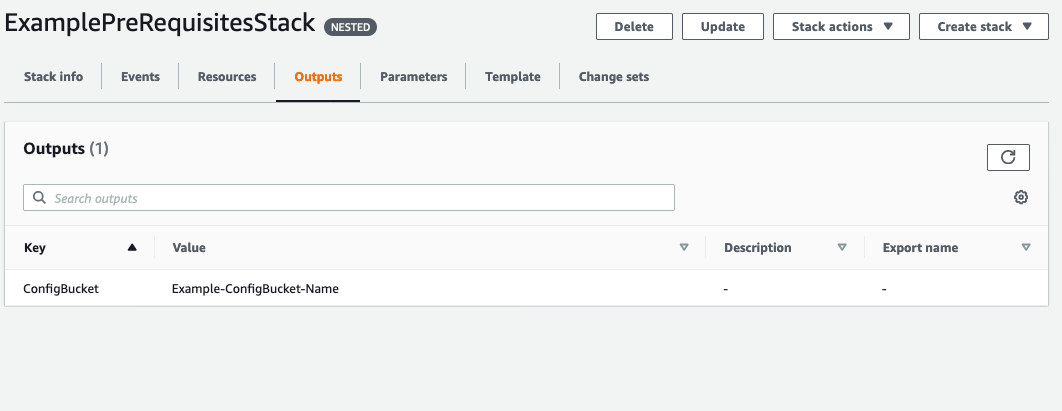 ExamplePreRequisitesStack NESTED Delete Update Stack actions Create stack
Stack info Events Resources Outputs Parameters Template Change sets
Outputs (1)
Search outputs
Key Value Description Export name
ConfigBucket Example-ConfigBucket-Name - -